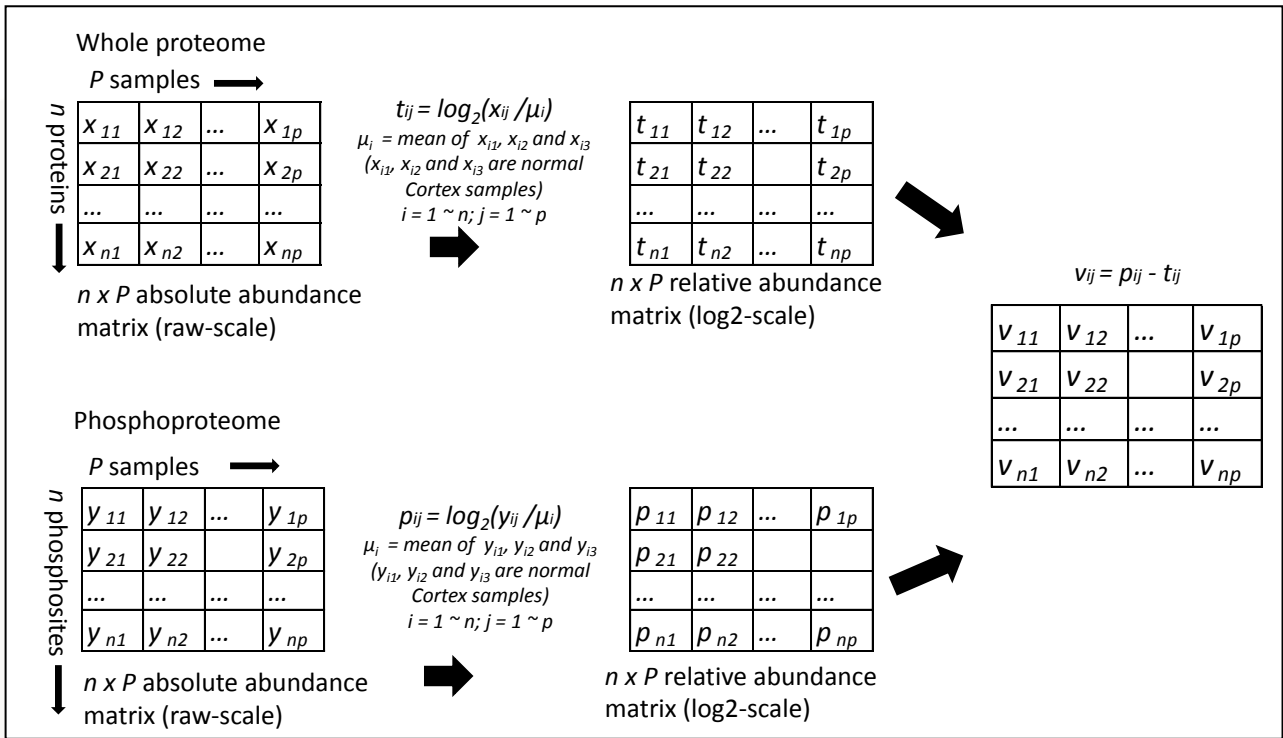 Whole proteome
P samples
n proteins
x 11 x 12 ... x 1p
x 21 x 22 ... x 2p
... ... ...
x n1 x n2 ... x np
n x P absolute abundance
matrix (raw-scale)
tij = log2(xij /μi)
μi = mean of xi1, xi2 and xi3
(xi1, xi2 and xi3 are normal
Cortex samples)
i = 1 ~ n; j = 1 ~ p
t 11 t 12 ... t 1p
t 21 t 22 t 2p
... ... ... ...
t n1 t n2 ... t np
n x P relative abundance
matrix (log2-scale)
vij = pij - tij
v 11 v 12 ... v 1p
v 21 v 22 v 2p
... ... ... ...
v n1 v n2 ... v np
Phosphoproteome
P samples
n phosphosites
y 11 y 12 ... y 1p
y 21 y 22 y 2p
... ... ... ...
y n1 y n2 ... y np
n x P absolute abundance
matrix (raw-scale)
pij = log2(yij /μi)
μi = mean of yi1, yi2 and yi3
(yi1, yi2 and yi3 are normal
Cortex samples)
i = 1 ~ n; j = 1 ~ p
p 11 p 12 ... p 1p
p 21 p 22
... ... ... ...
p n1 p n2 ... p np
n x P relative abundance
matrix (log2-scale)